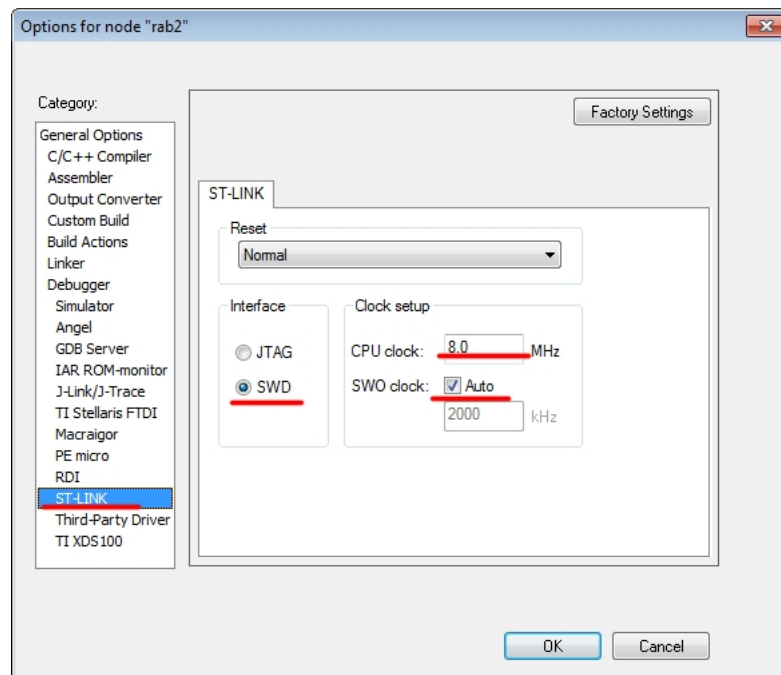 Options for node "rab2"
Category:
General Options
C/C++ Compiler
Assembler
Output Converter
Custom Build
Build Actions
Linker
Debugger
Simulator
Angel
GDB Server
IAR ROM-monitor
J-Link/J-Trace
TI Stellaris FTDI
Macraigor
PE micro
RDI
ST-LINK
Third-Party Driver
TI XDS100
Factory Settings
ST-LINK
Reset
Normal
Interface
JTAG
SWD
Clock setup
CPU clock: 8.0 MHz
SWO clock: Auto
2000 kHz
OK Cancel